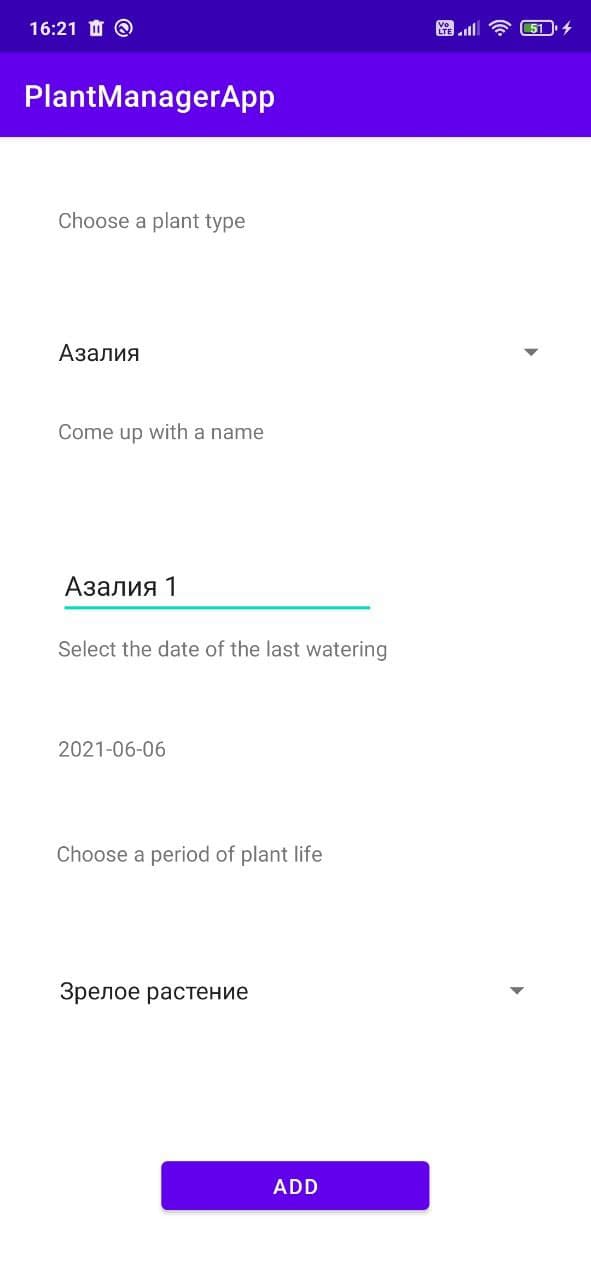 16:21
Vo LTE
51
PlantManagerApp
Choose a plant type
Азалия
Come up with a name
Азалия 1
Select the date of the last watering
2021-06-06
Choose a period of plant life
Зрелое растение
ADD